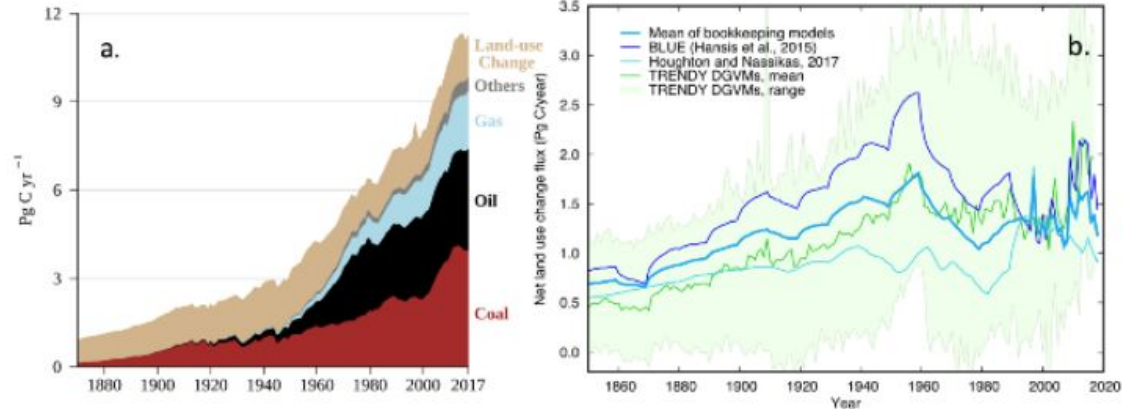 a.
12
9
6
3
0
Pg C yr⁻¹
1880 1900 1920 1940 1960 1980 2000 2017
Land-use
Change
Others
Gas
Oil
Coal
b.
Mean of bookkeeping models
BLUE (Hansis et al., 2015)
Houghton and Nassikas, 2017
TRENDY DGVMs, mean
TRENDY DGVMs, range
3.5
3.0
2.5
2.0
1.5
1.0
0.5
0.0
Net land use change flux (Pg C/year)
1860 1880 1900 1920 1940 1960 1980 2000 2020
Year